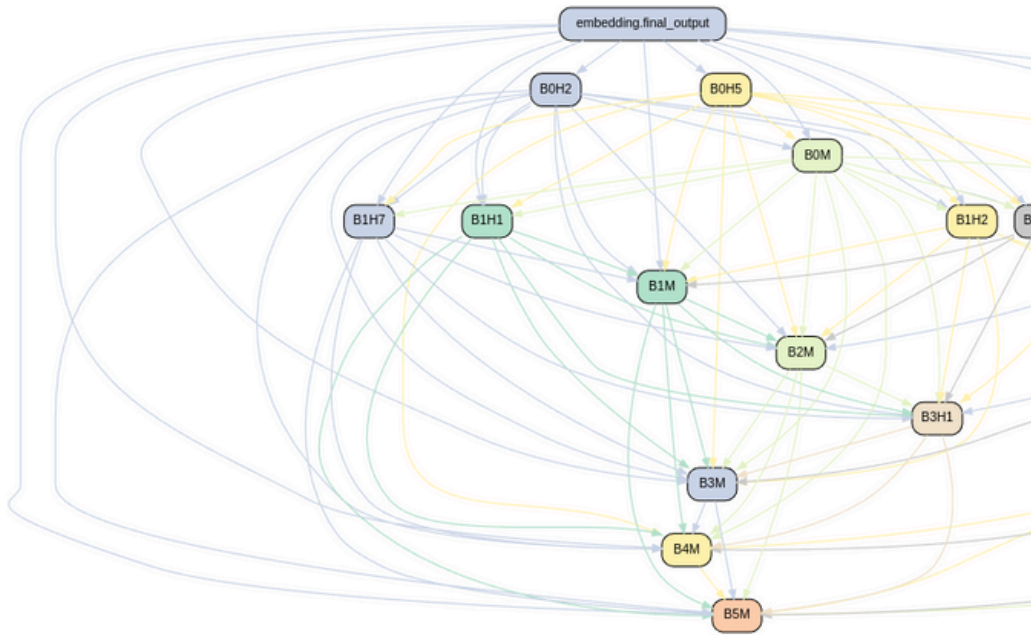 embedding.final_output
B0H2 B0H5
B0M
B1H7 B1H1 B1H2 B
B1M
B2M
B3H1
B3M
B4M
B5M